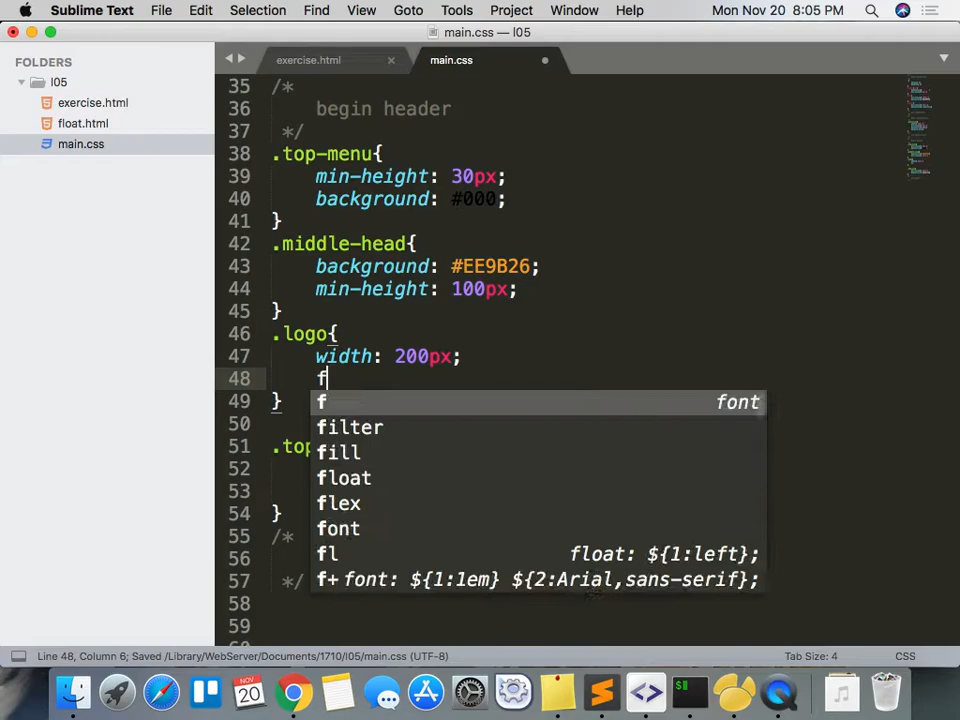 Sublime Text File Edit Selection Find View Goto Tools Project Window Help Mon Nov 20 8:05 PM
main.css — l05
FOLDERS
l05
exercise.html
float.html
main.css
exercise.html × main.css
35 /*
36 begin header
37 */
38 .top-menu{
39 min-height: 30px;
40 background: #000;
41 }
42 .middle-head{
43 background: #EE9B26;
44 min-height: 100px;
45 }
46 .logo{
47 width: 200px;
48 f
49 }
f font
filter
fill
float
flex
font
fl float: ${1:left};
f+ font: ${1:1em} ${2:Arial,sans-serif};
50
51 .top
52
53
54 }
55 /*
56
57 */
58
59
Line 48, Column 6; Saved /Library/WebServer/Documents/1710/l05/main.css (UTF-8) Tab Size: 4 CSS
NOV
20